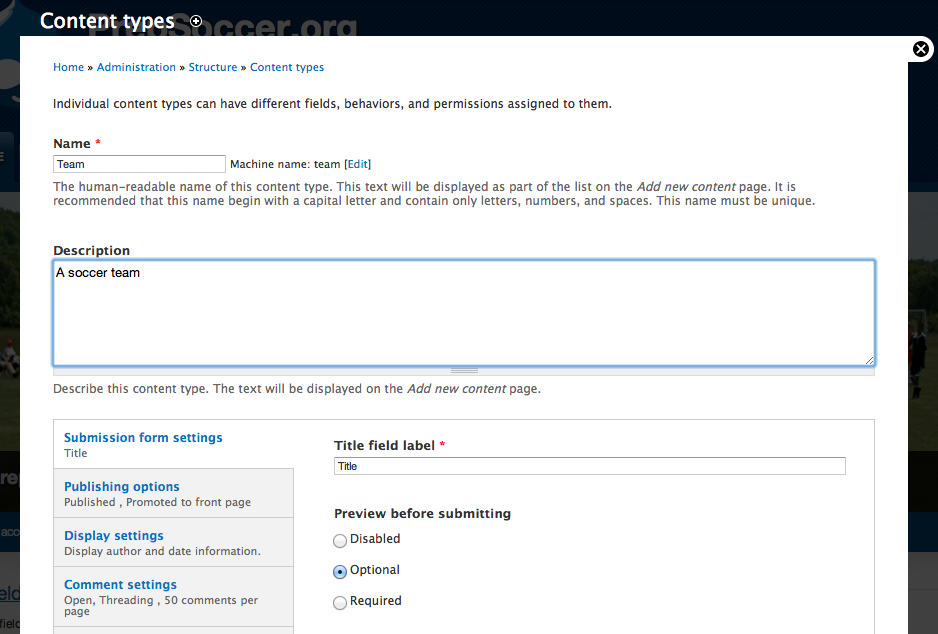 Content types
PrepSoccer.org
Home » Administration » Structure » Content types
Individual content types can have different fields, behaviors, and permissions assigned to them.
Name *
Team Machine name: team [Edit]
The human-readable name of this content type. This text will be displayed as part of the list on the Add new content page. It is
recommended that this name begin with a capital letter and contain only letters, numbers, and spaces. This name must be unique.
Description
A soccer team
Describe this content type. The text will be displayed on the Add new content page.
Submission form settings
Title
Publishing options
Published , Promoted to front page
Display settings
Display author and date information.
Comment settings
Open, Threading , 50 comments per
page
Title field label *
Title
Preview before submitting
Disabled
Optional
Required